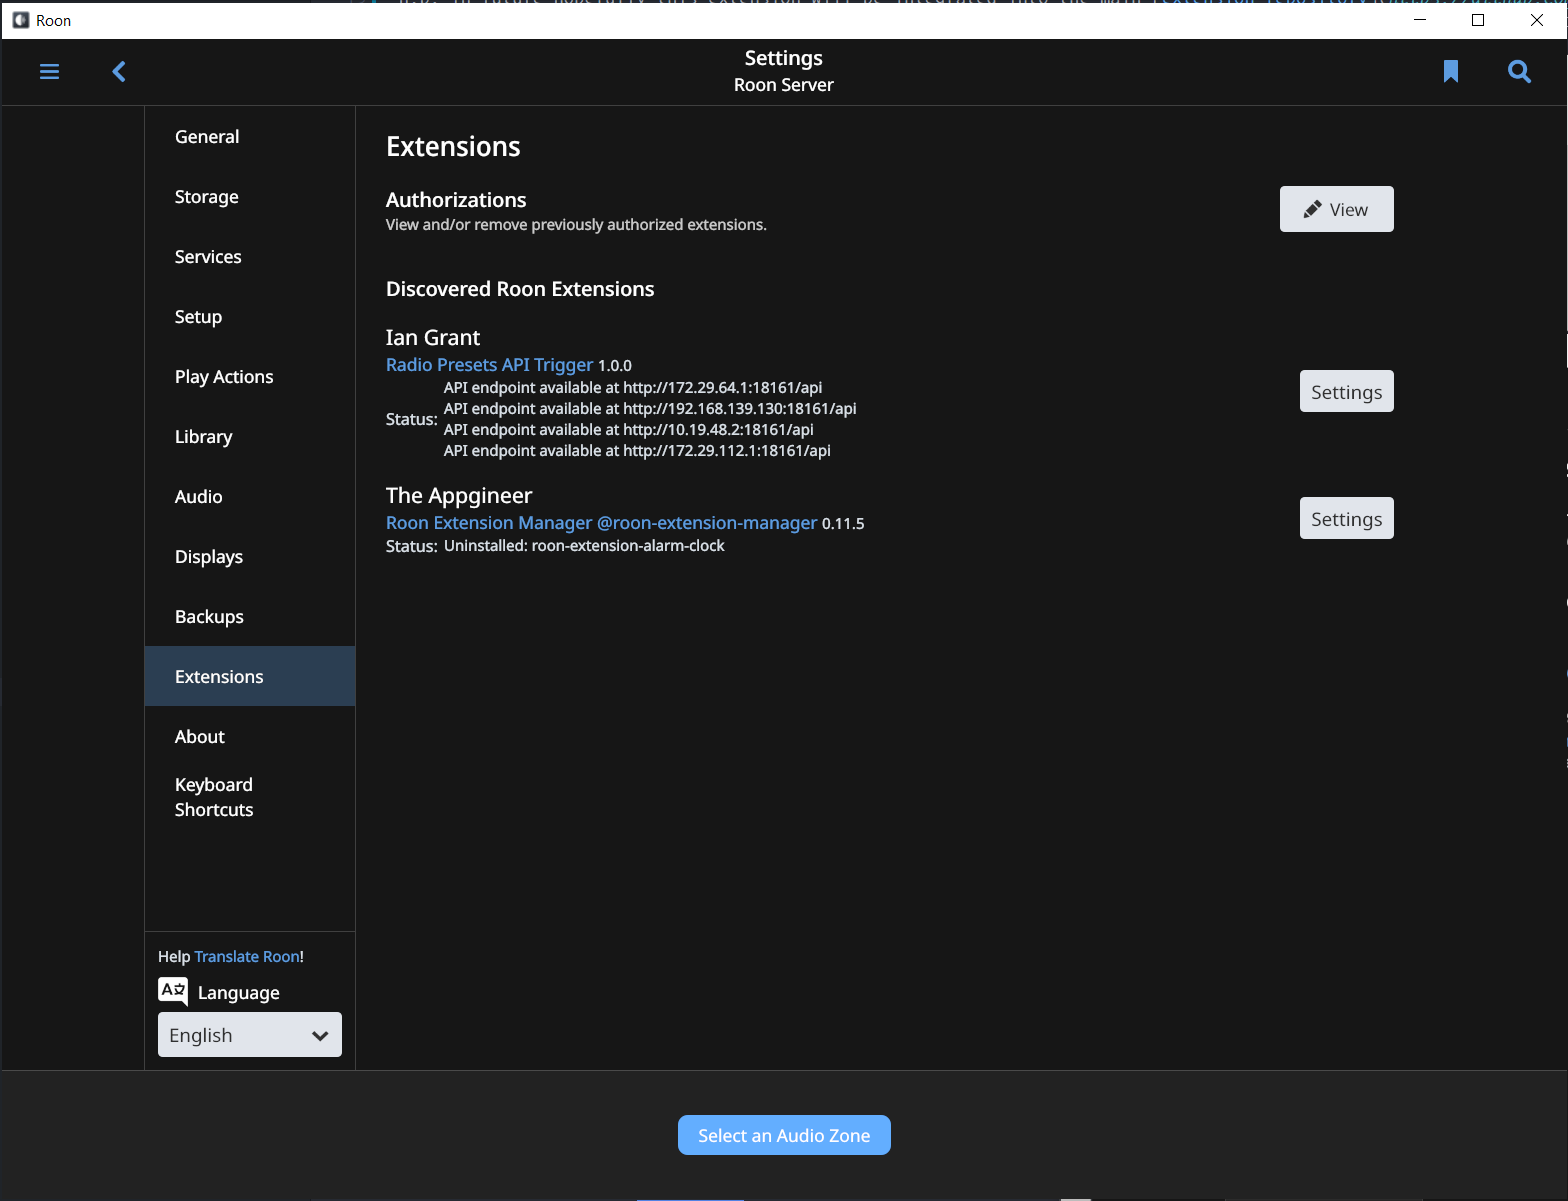 Roon
Settings
Roon Server
General
Storage
Services
Setup
Play Actions
Library
Audio
Displays
Backups
Extensions
About
Keyboard
Shortcuts
Help Translate Roon!
Language
English
Extensions
Authorizations
View and/or remove previously authorized extensions.
View
Discovered Roon Extensions
Ian Grant
Radio Presets API Trigger 1.0.0
Status:
API endpoint available at http://172.29.64.1:18161/api
API endpoint available at http://192.168.139.130:18161/api
API endpoint available at http://10.19.48.2:18161/api
API endpoint available at http://172.29.112.1:18161/api
Settings
The Appgineer
Roon Extension Manager @roon-extension-manager 0.11.5
Status: Uninstalled: roon-extension-alarm-clock
Settings
Select an Audio Zone